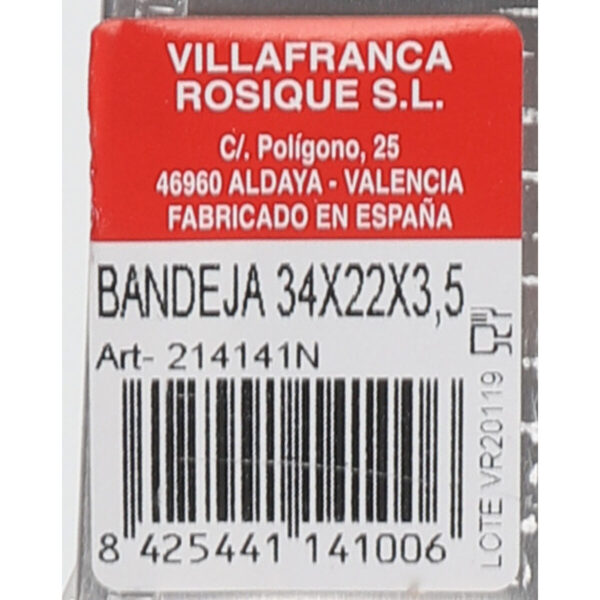 VILLAFRANCA
ROSIQUE S.L.
C/. Polígono, 25
46960 ALDAYA - VALENCIA
FABRICADO EN ESPAÑA
BANDEJA 34X22X3,5
Art- 214141N
8 425441 141006
LOTE VR20119